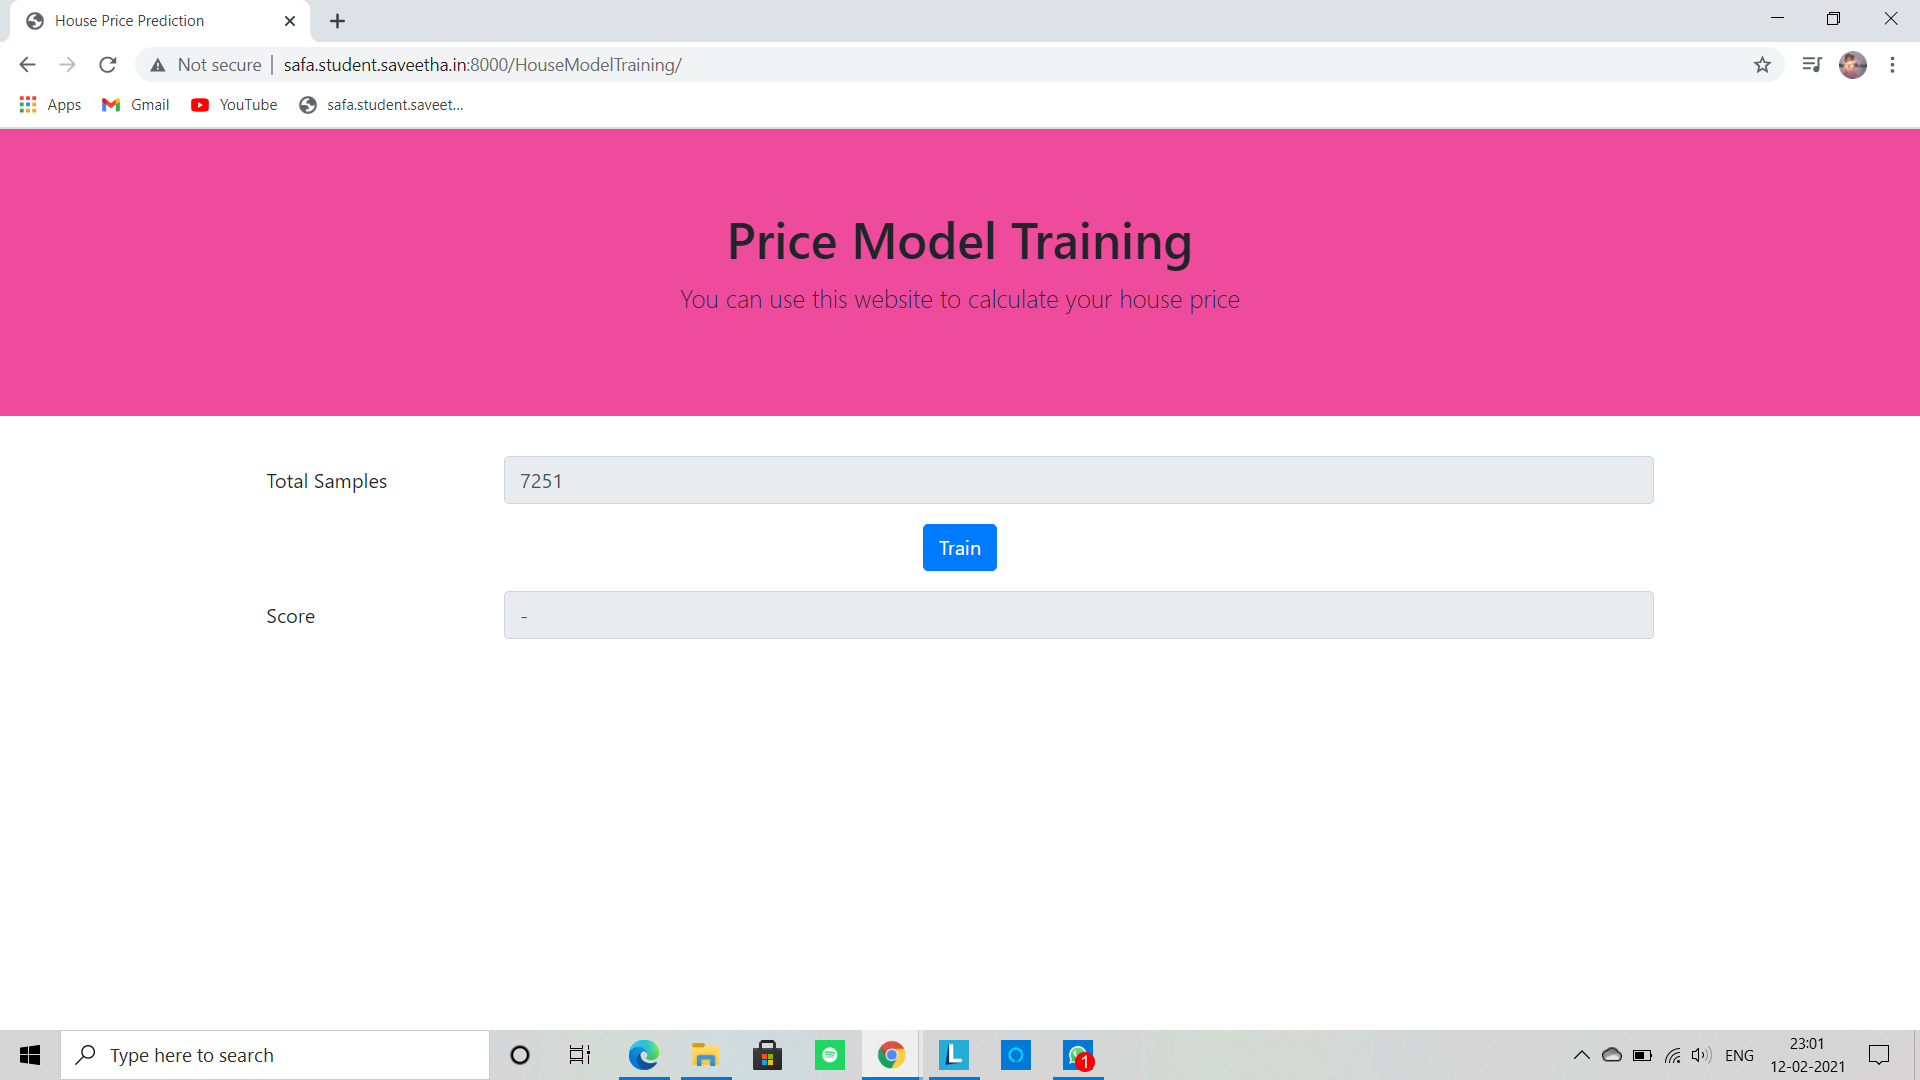 House Price Prediction
Not secure
safa.student.saveetha.in:8000/HouseModelTraining/
Apps
Gmail
YouTube
safa.student.saveet...
Price Model Training
You can use this website to calculate your house price
Total Samples
7251
Train
Score
-
Type here to search
L
1
ENG
23:01
12-02-2021